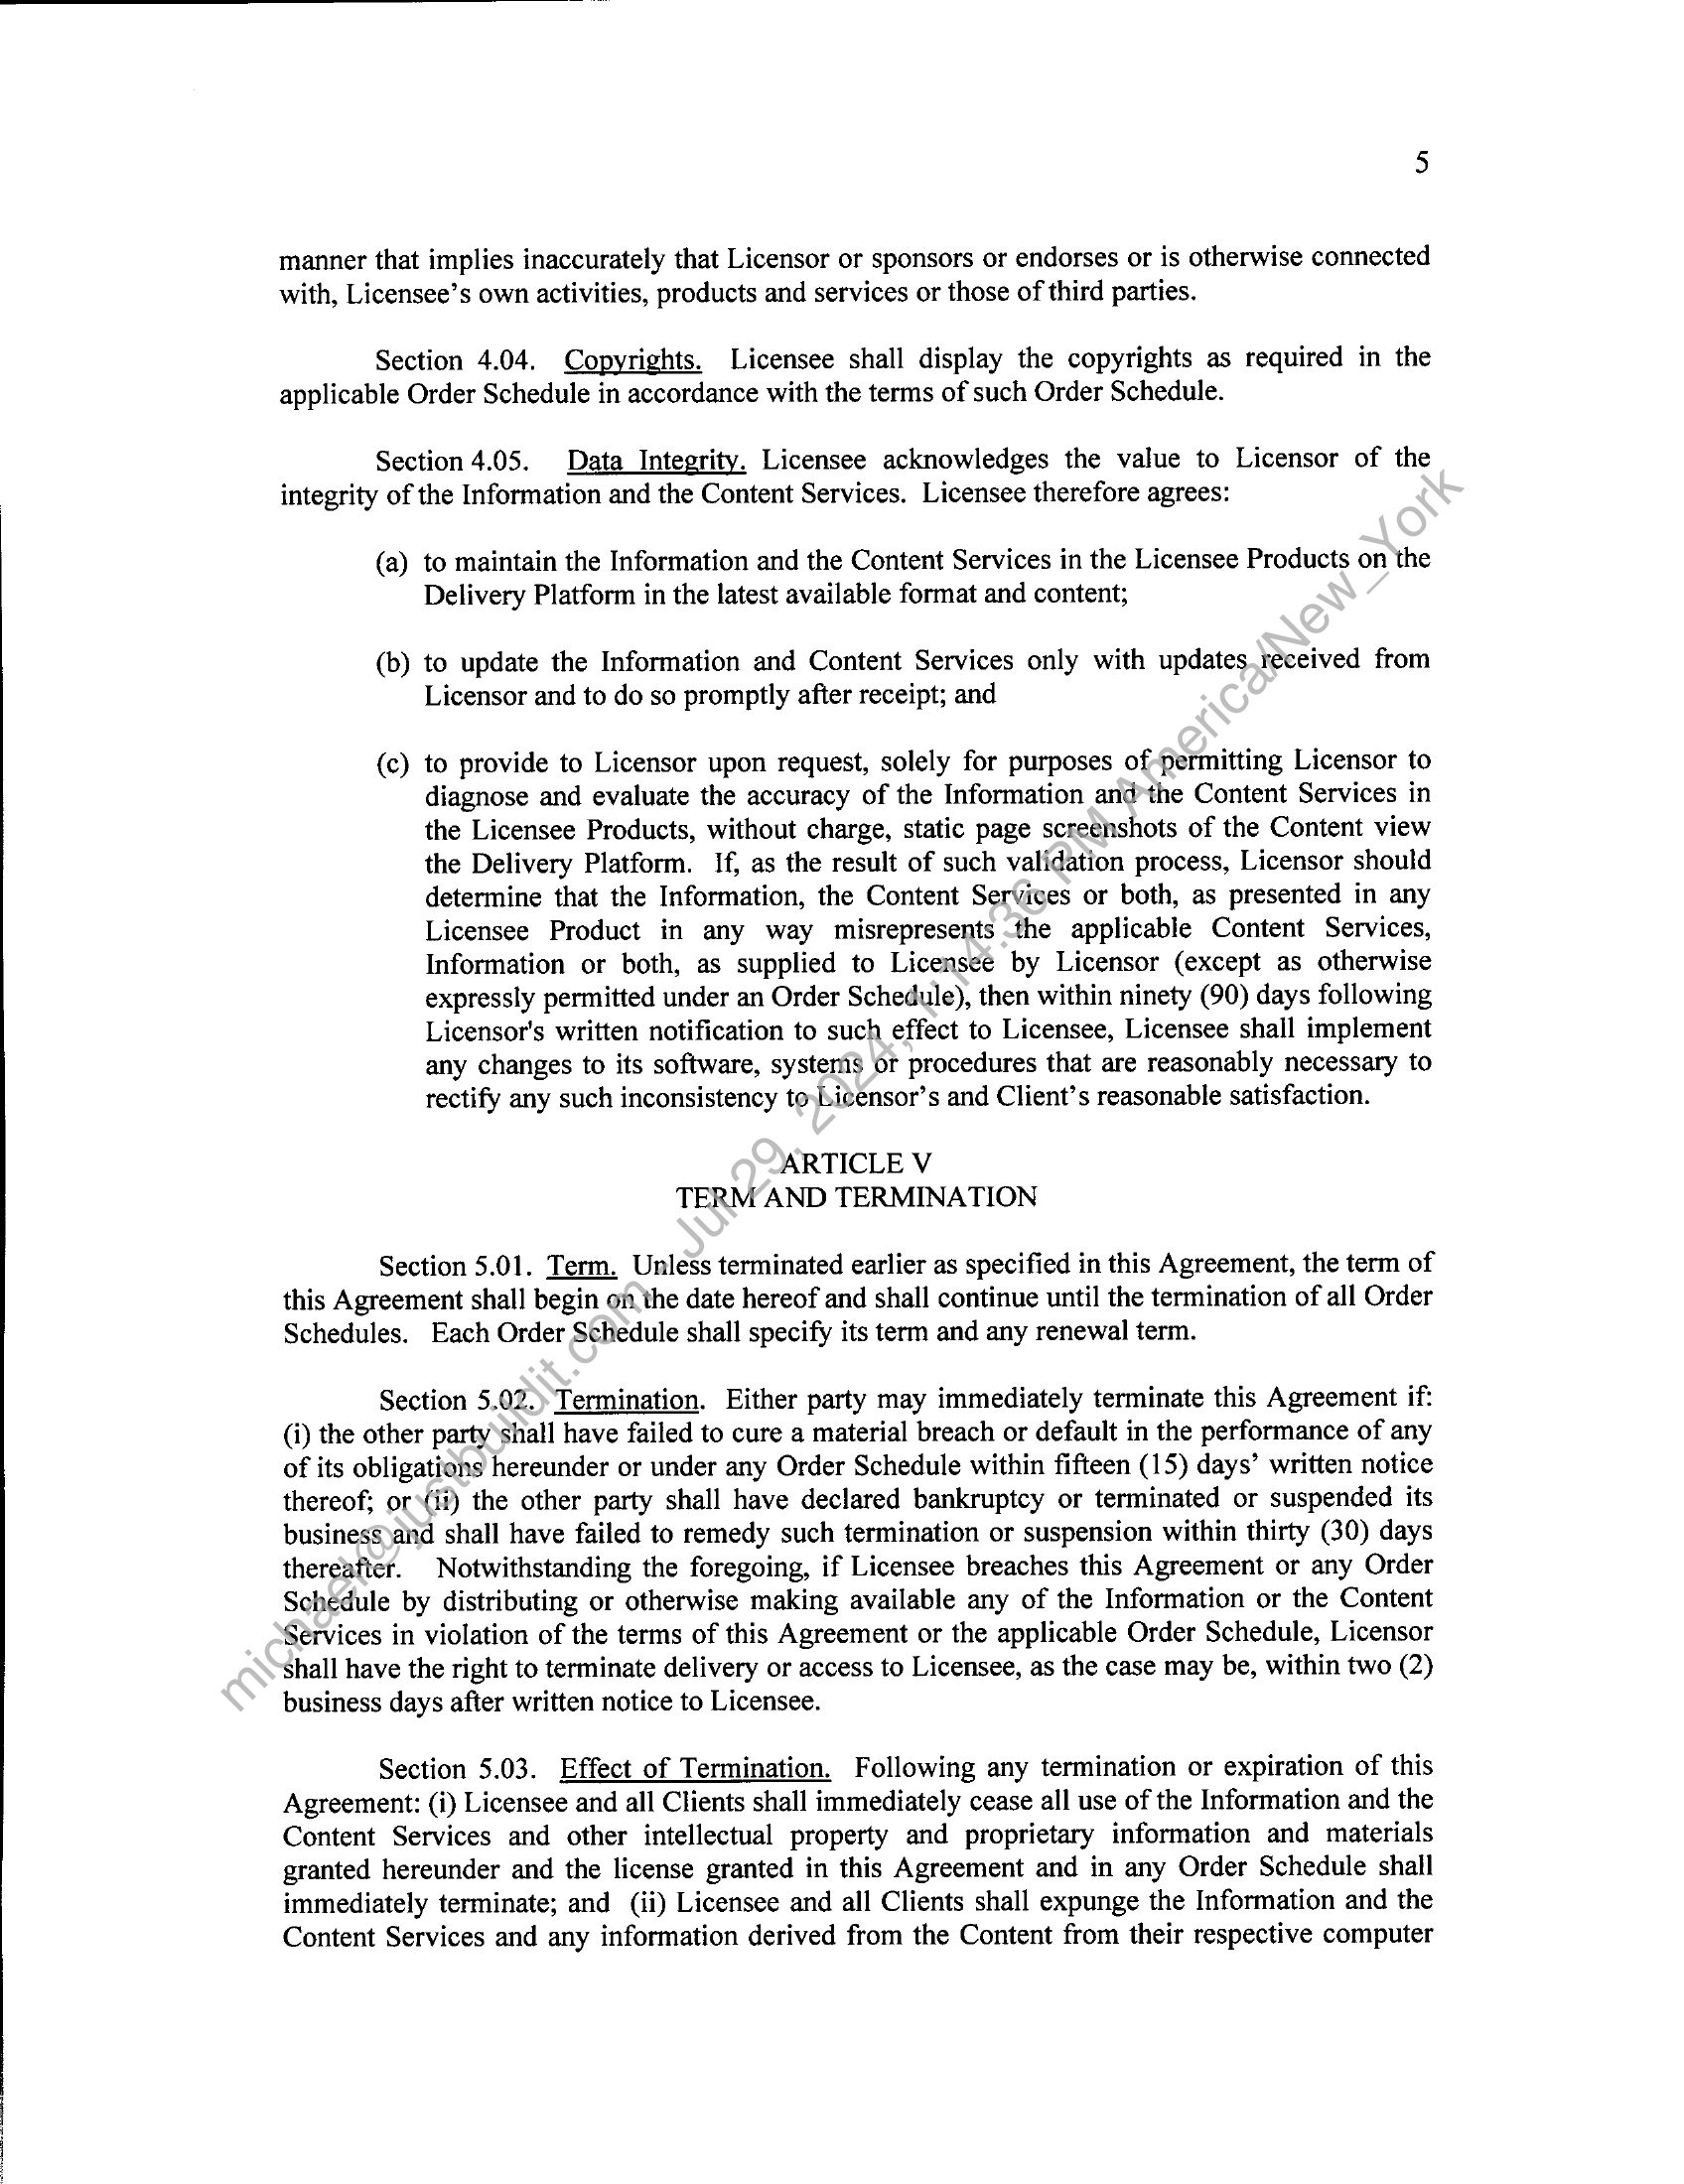 5
manner that implies inaccurately that Licensor or sponsors or endorses or is otherwise connected
with, Licensee’s own activities, products and services or those of third parties.
Section 4.04. Copyrights. Licensee shall display the copyrights as required in the
applicable Order Schedule in accordance with the terms of such Order Schedule.
Section 4.05. Data Integrity. Licensee acknowledges the value to Licensor of the
integrity of the Information and the Content Services. Licensee therefore agrees:
(a) to maintain the Information and the Content Services in the Licensee Products on the
Delivery Platform in the latest available format and content;
(b) to update the Information and Content Services only with updates received from
Licensor and to do so promptly after receipt; and
(c) to provide to Licensor upon request, solely for purposes of permitting Licensor to
diagnose and evaluate the accuracy of the Information and the Content Services in
the Licensee Products, without charge, static page screenshots of the Content view
the Delivery Platform. If, as the result of such validation process, Licensor should
determine that the Information, the Content Services or both, as presented in any
Licensee Product in any way misrepresents the applicable Content Services,
Information or both, as supplied to Licensee by Licensor (except as otherwise
expressly permitted under an Order Schedule), then within ninety (90) days following
Licensor's written notification to such effect to Licensee, Licensee shall implement
any changes to its software, systems or procedures that are reasonably necessary to
rectify any such inconsistency to Licensor’s and Client’s reasonable satisfaction.
ARTICLE V
TERM AND TERMINATION
Section 5.01. Term. Unless terminated earlier as specified in this Agreement, the term of
this Agreement shall begin on the date hereof and shall continue until the termination of all Order
Schedules. Each Order Schedule shall specify its term and any renewal term.
Section 5.02. Termination. Either party may immediately terminate this Agreement if:
(i) the other party shall have failed to cure a material breach or default in the performance of any
of its obligations hereunder or under any Order Schedule within fifteen (15) days’ written notice
thereof; or (ii) the other party shall have declared bankruptcy or terminated or suspended its
business and shall have failed to remedy such termination or suspension within thirty (30) days
thereafter. Notwithstanding the foregoing, if Licensee breaches this Agreement or any Order
Schedule by distributing or otherwise making available any of the Information or the Content
Services in violation of the terms of this Agreement or the applicable Order Schedule, Licensor
shall have the right to terminate delivery or access to Licensee, as the case may be, within two (2)
business days after written notice to Licensee.
Section 5.03. Effect of Termination. Following any termination or expiration of this
Agreement: (i) Licensee and all Clients shall immediately cease all use of the Information and the
Content Services and other intellectual property and proprietary information and materials
granted hereunder and the license granted in this Agreement and in any Order Schedule shall
immediately terminate; and (ii) Licensee and all Clients shall expunge the Information and the
Content Services and any information derived from the Content from their respective computer
michael@justbuildit.com - Jul 29, 2024, 1:14:36 PM America/New_York